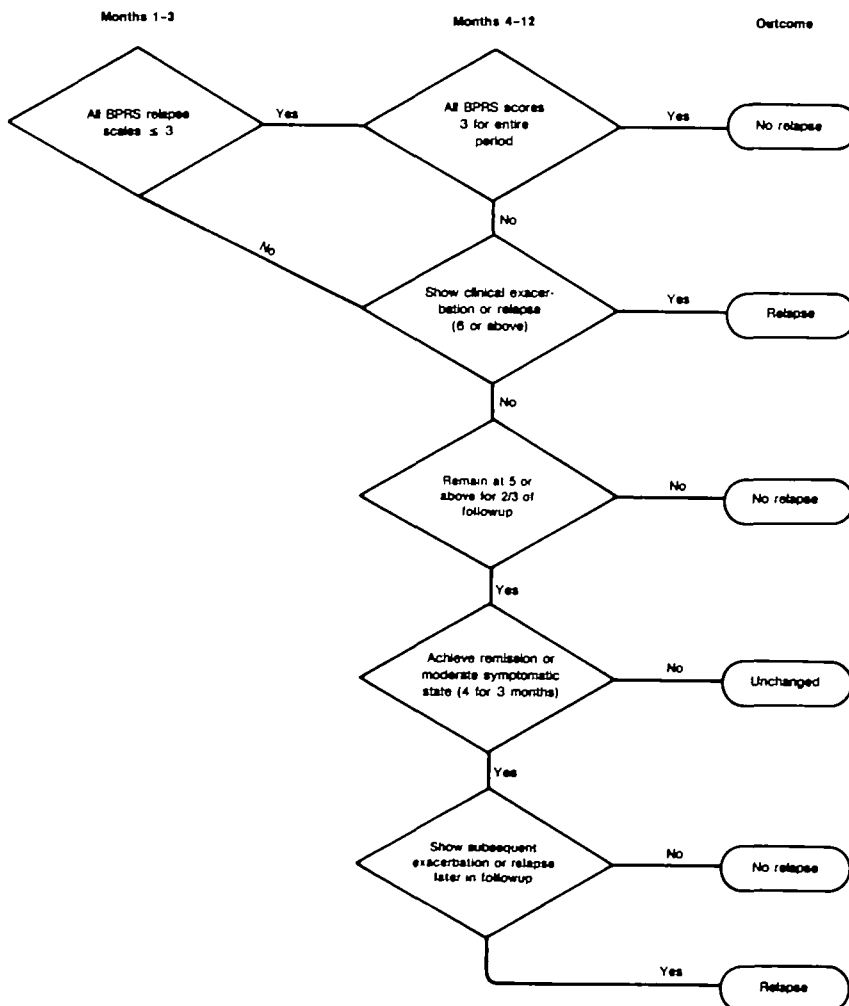 Months 1-3
Months 4-12
Outcome
All BPRS relapse
scales ≤ 3
Yes
All BPRS scores
3 for entire
period
Yes
No relapse
No
No
Show clinical exacer-
bation or relapse
(6 or above)
Yes
Relapse
No
Remain at 5 or
above for 2/3 of
followup
No
No relapse
Yes
Achieve remission or
moderate symptomatic
state (4 for 3 months)
No
Unchanged
Yes
Show subsequent
exacerbation or relapse
later in followup
No
No relapse
Yes
Relapse